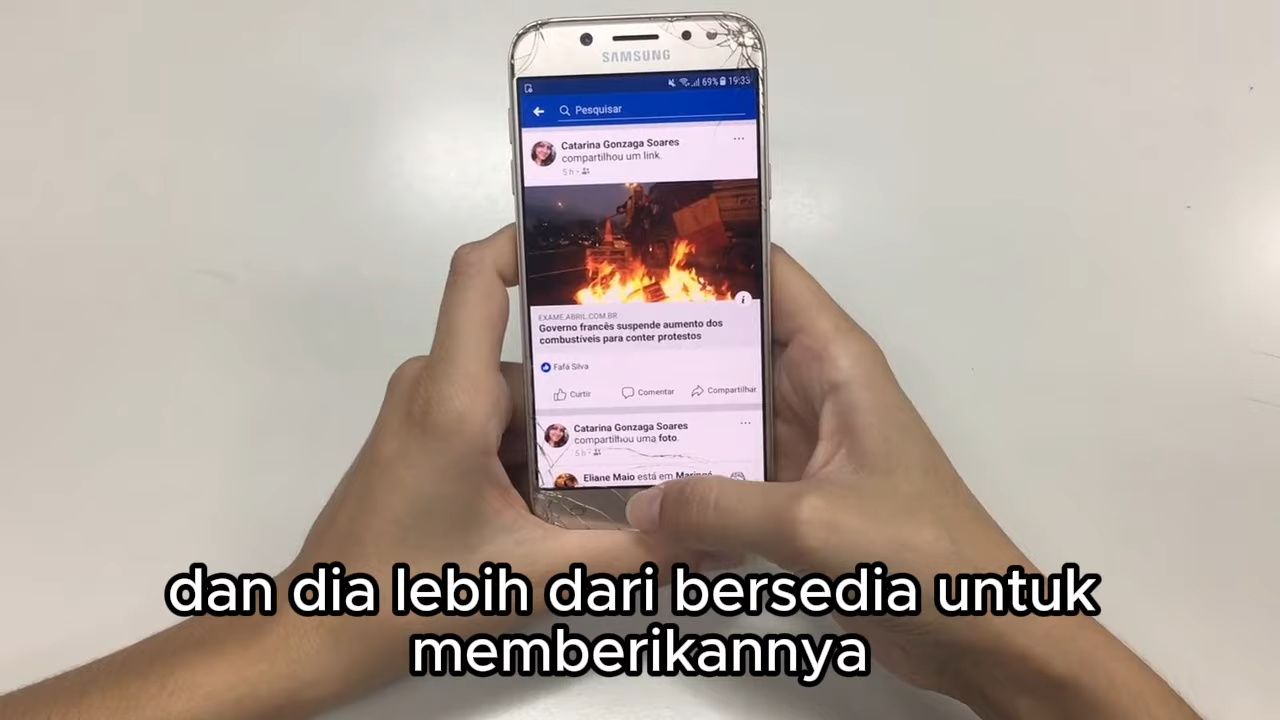 SAMSUNG
69% 19:33
Pesquisar
Catarina Gonzaga Soares
compartilhou um link.
5 h
EXAME.ABRIL.COM.BR
Governo francês suspende aumento dos
combustíveis para conter protestos
Fafá Silva
Curtir Comentar Compartilhar
Catarina Gonzaga Soares
compartilhou uma foto.
5 h
Eliane Maio está em Maringá
dan dia lebih dari bersedia untuk
memberikannya